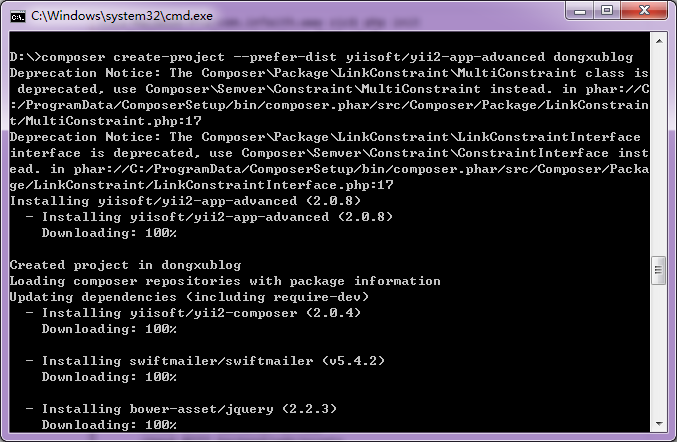 C:\Windows\system32\cmd.exe
D:\>composer create-project --prefer-dist yiisoft/yii2-app-advanced dongxublog
Deprecation Notice: The Composer\Package\LinkConstraint\MultiConstraint class is
 deprecated, use Composer\Semver\Constraint\MultiConstraint instead. in phar://C
:/ProgramData/ComposerSetup/bin/composer.phar/src/Composer/Package/LinkConstrain
t/MultiConstraint.php:17
Deprecation Notice: The Composer\Package\LinkConstraint\LinkConstraintInterface
interface is deprecated, use Composer\Semver\Constraint\ConstraintInterface inst
ead. in phar://C:/ProgramData/ComposerSetup/bin/composer.phar/src/Composer/Packa
ge/LinkConstraint/LinkConstraintInterface.php:17
Installing yiisoft/yii2-app-advanced (2.0.8)
  - Installing yiisoft/yii2-app-advanced (2.0.8)
    Downloading: 100%
Created project in dongxublog
Loading composer repositories with package information
Updating dependencies (including require-dev)
  - Installing yiisoft/yii2-composer (2.0.4)
    Downloading: 100%
  - Installing swiftmailer/swiftmailer (v5.4.2)
    Downloading: 100%
  - Installing bower-asset/jquery (2.2.3)
    Downloading: 100%